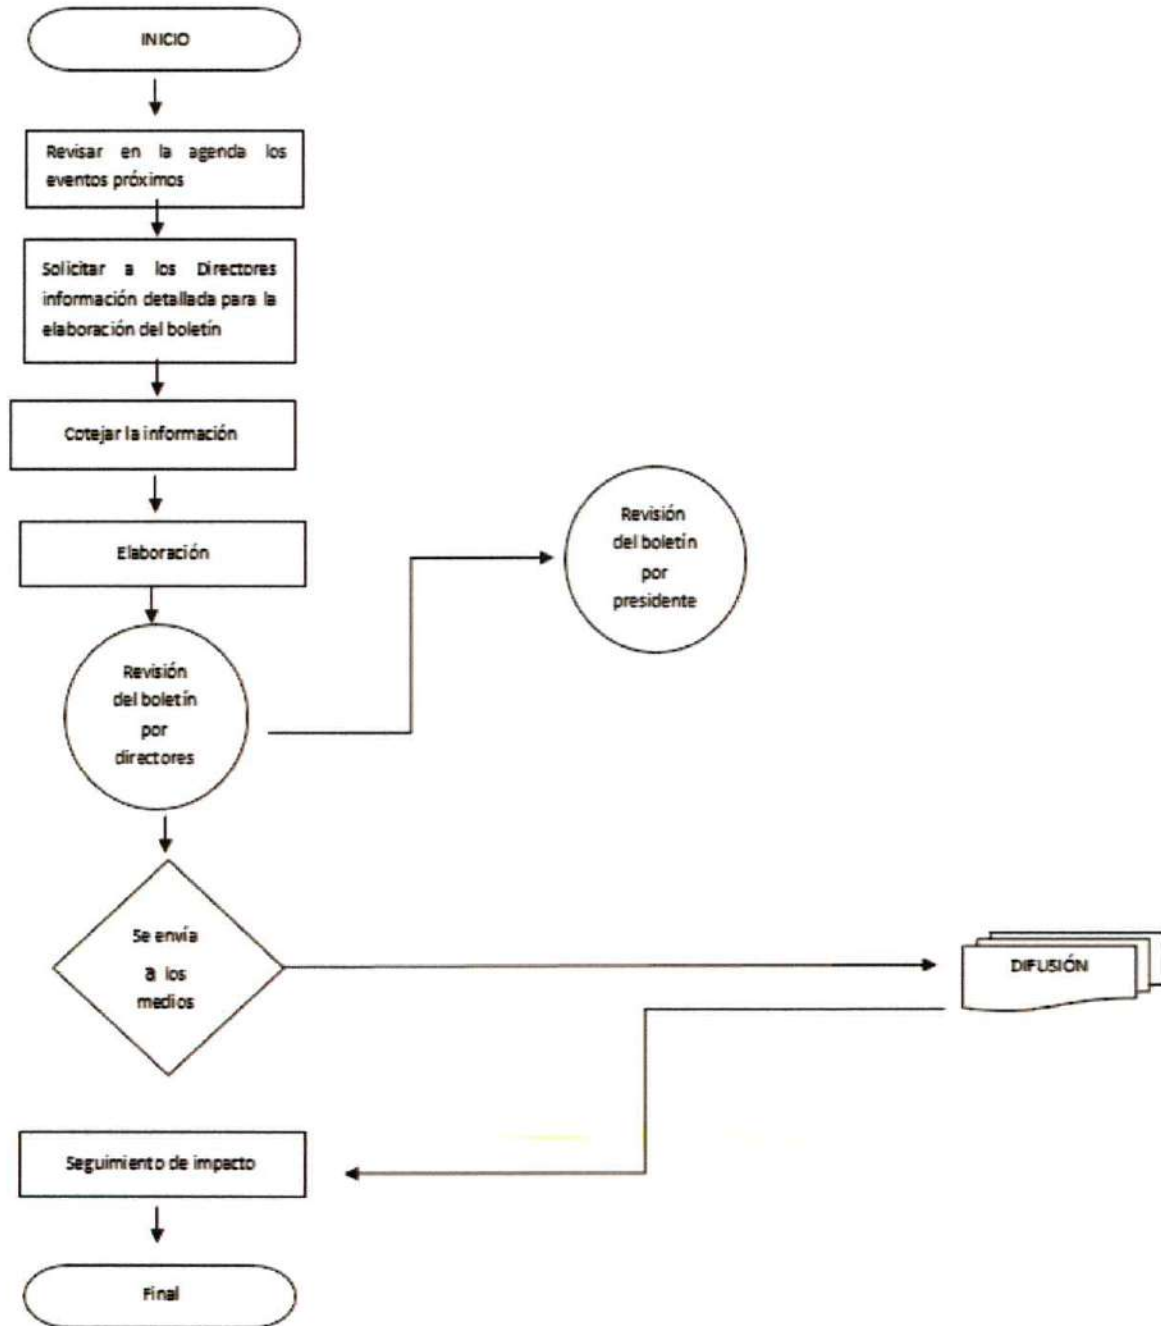 INICIO
Revisar en la agenda los
eventos próximos
Solicitar a los Directores
información detallada para la
elaboración del boletín
Cotejar la información
Elaboración
Revisión
del boletín
por
presidente
Revisión
del boletín
por
directores
Se envía
a los
medios
DIFUSIÓN
Seguimiento de impacto
Final